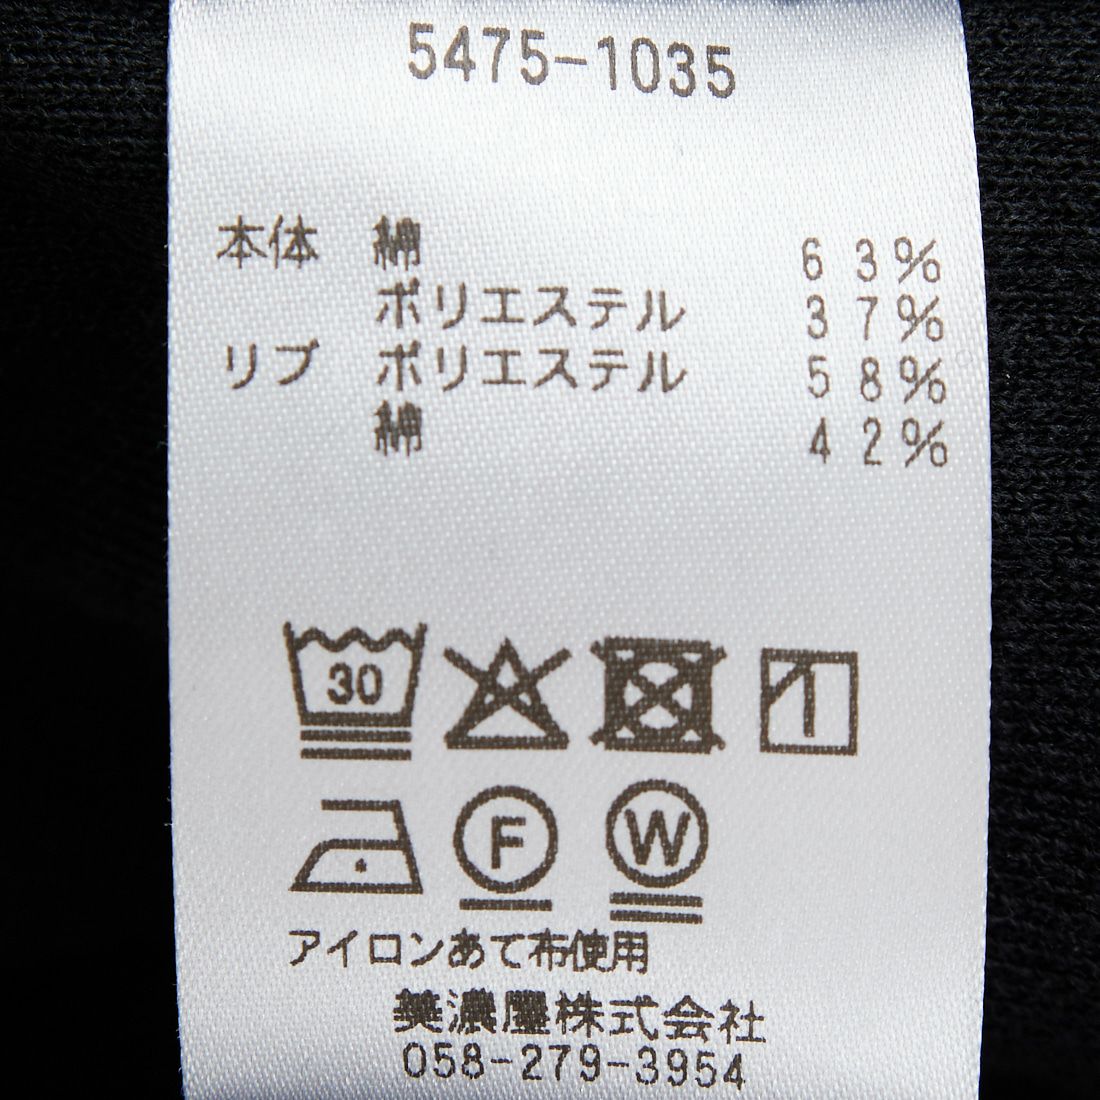 5475-1035
本体 綿 63%
ポリエステル 37%
リブ ポリエステル 58%
綿 42%
30
F W
アイロンあて布使用
美濃屋株式会社
058-279-3954